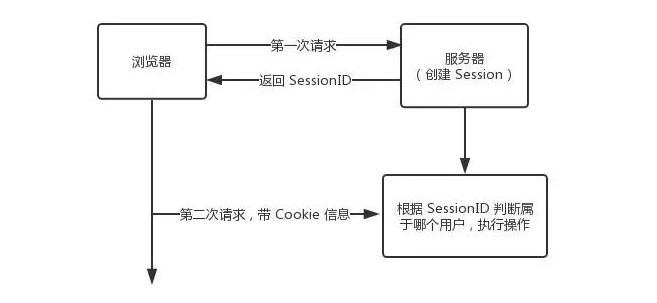 浏览器
第一次请求
服务器
（ 创建 Session ）
返回 SessionID
第二次请求，带 Cookie 信息
根据 SessionID 判断属
于哪个用户，执行操作